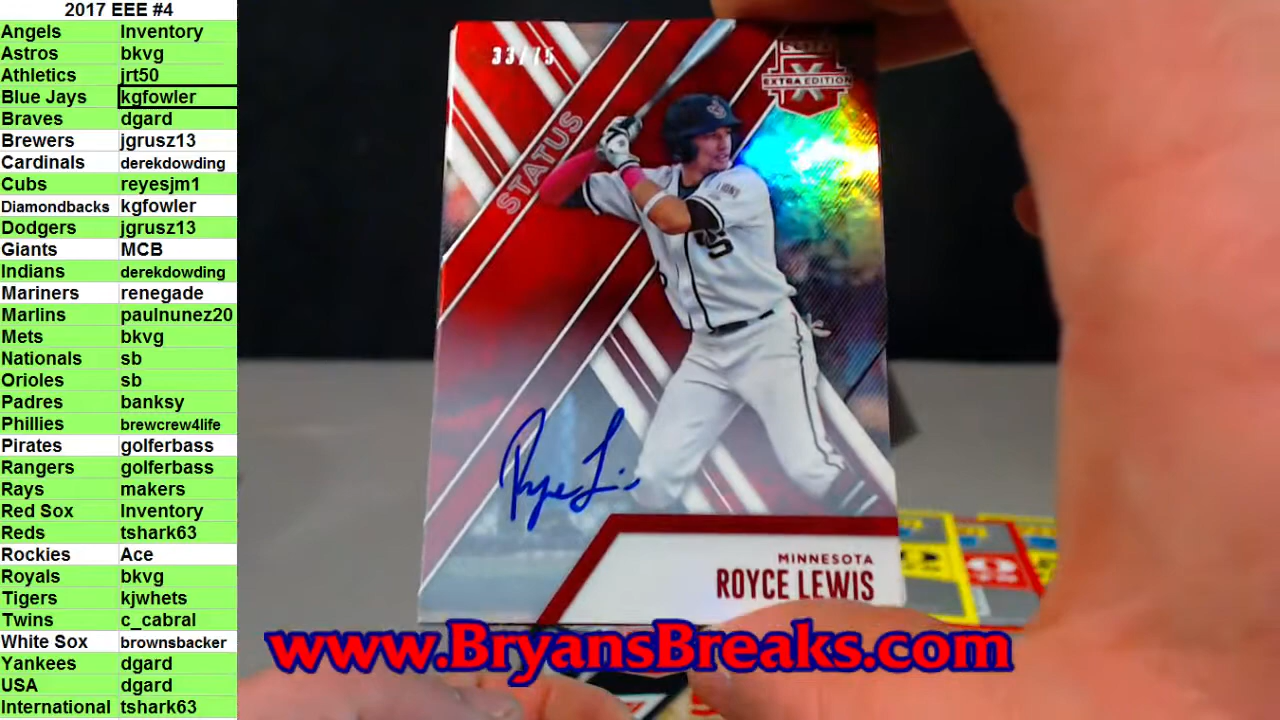 2017 EEE #4
Angels Inventory
Astros bkvg
Athletics jrt50
Blue Jays kgfowler
Braves dgard
Brewers jgrusz13
Cardinals derekdowding
Cubs reyesjm1
Diamondbacks kgfowler
Dodgers jgrusz13
Giants MCB
Indians derekdowding
Mariners renegade
Marlins paulnunez20
Mets bkvg
Nationals sb
Orioles sb
Padres banksy
Phillies brewcrew4life
Pirates golferbass
Rangers golferbass
Rays makers
Red Sox Inventory
Reds tshark63
Rockies Ace
Royals bkvg
Tigers kjwhets
Twins c_cabral
White Sox brownsbacker
Yankees dgard
USA dgard
International tshark63
33/75
EXTRA EDITION
X
STATUS
LIONS
Royce Lewis
MINNESOTA
ROYCE LEWIS
www.BryansBreaks.com